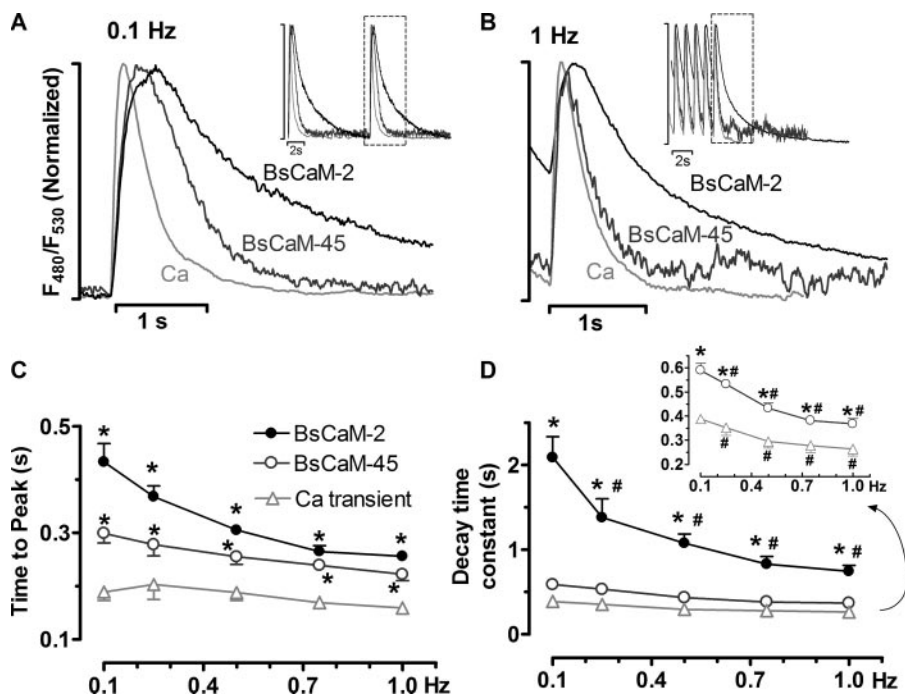 A
0.1 Hz
F480/F530 (Normalized)
2s
BsCaM-2
BsCaM-45
Ca
1 s
B
1 Hz
2s
BsCaM-2
BsCaM-45
Ca
1s
C
Time to Peak (s)
0.5
0.3
0.1
* * * * *
* * * * *
BsCaM-2
BsCaM-45
Ca transient
0.1 0.4 0.7 1.0 Hz
D
Decay time
constant (s)
2
1
0
* *# *# *# *#
0.6
0.5
0.4
0.3
0.2
* *# *# *# *#
# # # #
0.1 0.4 0.7 1.0 Hz
0.1 0.4 0.7 1.0 Hz